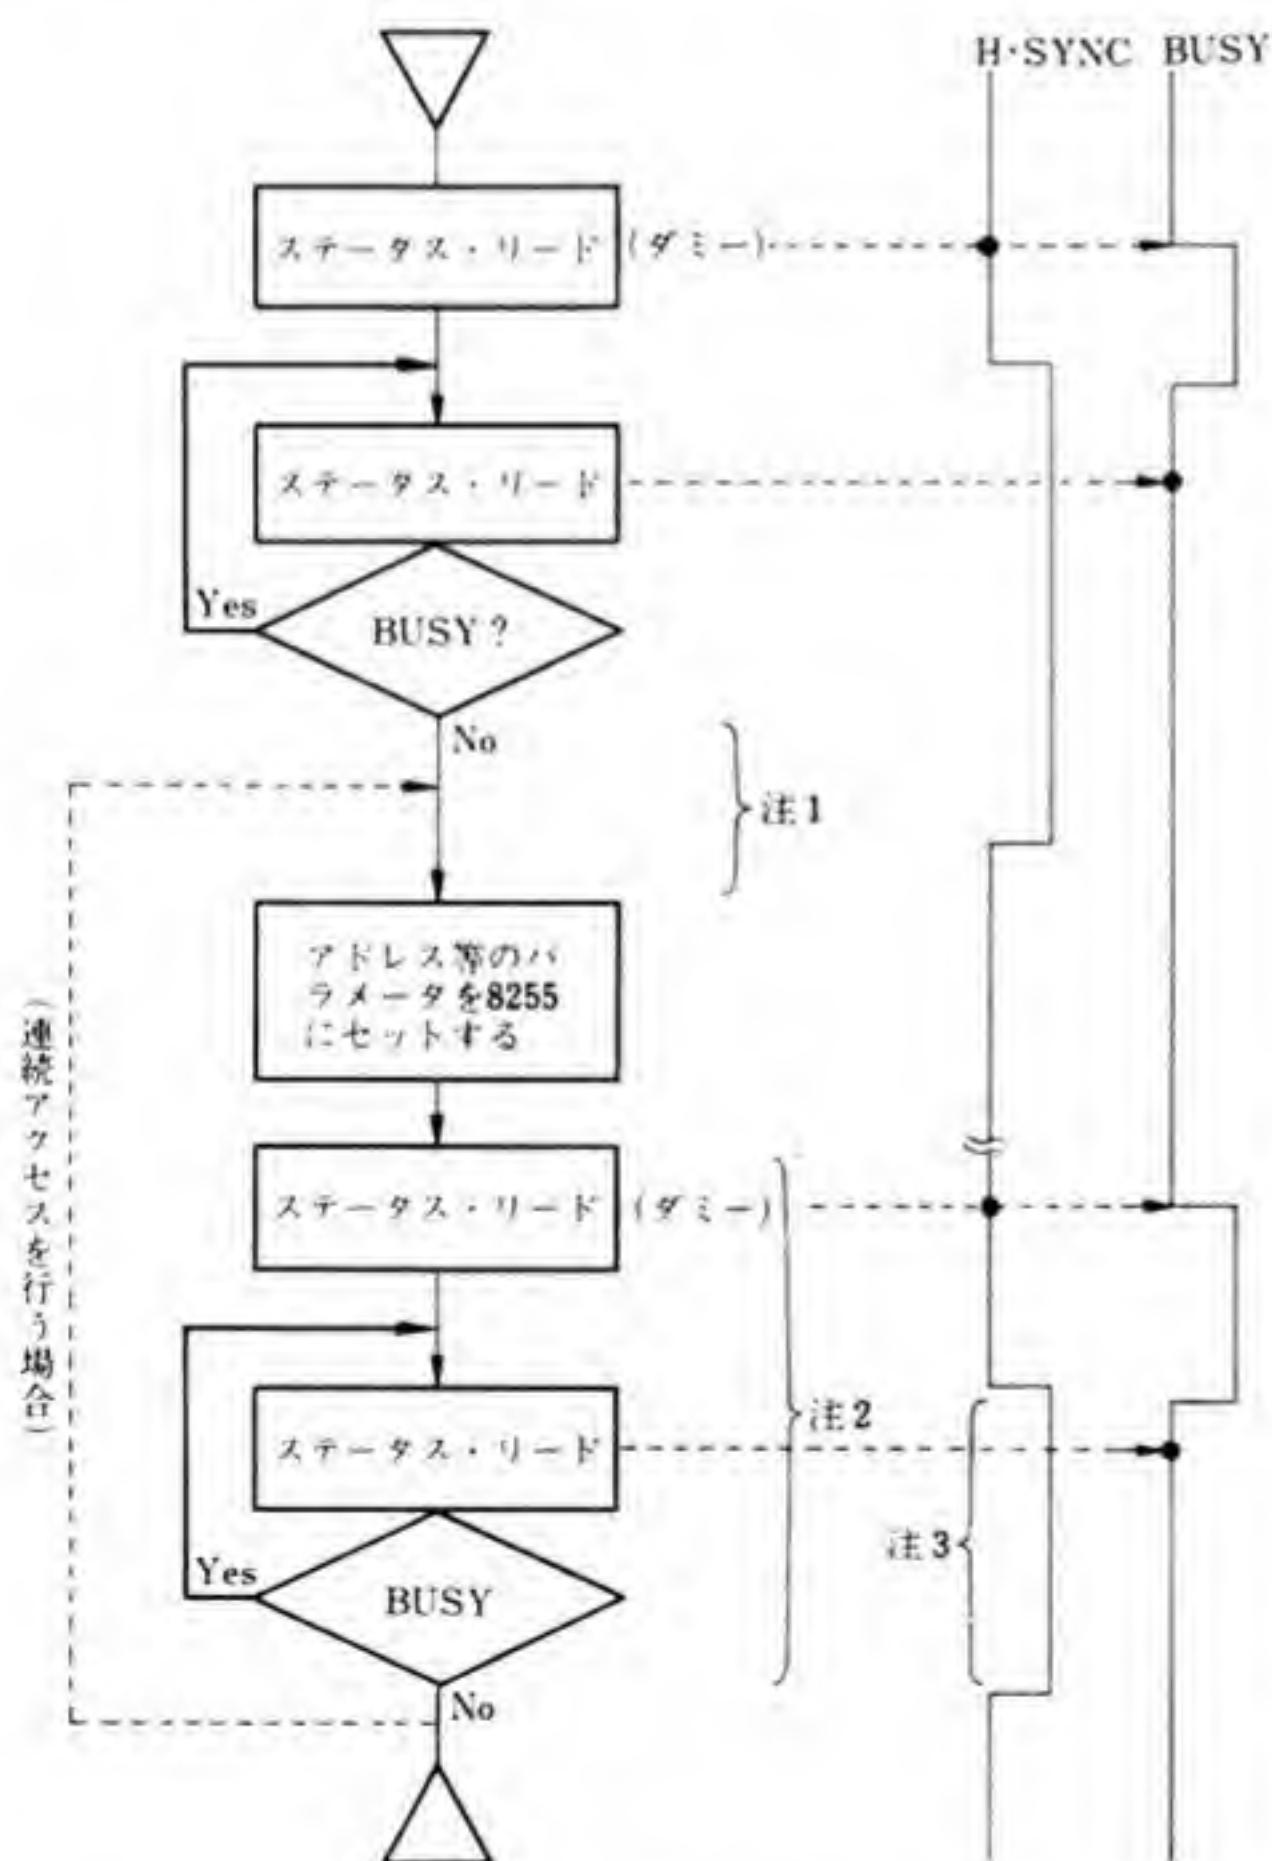 H·SYNC BUSY
ステータス・リード (ダミー)
ステータス・リード
Yes
BUSY?
No
注1
アドレス等のパ
ラメータを8255
にセットする
(連続アクセスを行う場合)
ステータス・リード (ダミー)
注2
ステータス・リード
注3
Yes
BUSY
No